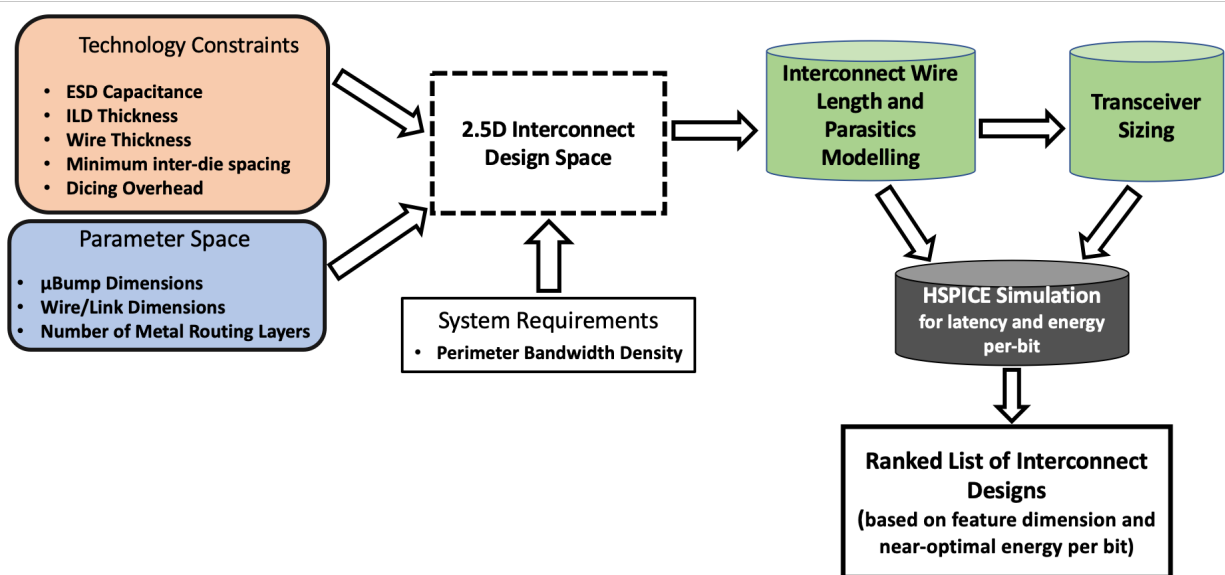 Technology Constraints
• ESD Capacitance
• ILD Thickness
• Wire Thickness
• Minimum inter-die spacing
• Dicing Overhead
Parameter Space
• µBump Dimensions
• Wire/Link Dimensions
• Number of Metal Routing Layers
2.5D Interconnect
Design Space
System Requirements
• Perimeter Bandwidth Density
Interconnect Wire
Length and
Parasitics
Modelling
Transceiver
Sizing
HSPICE Simulation
for latency and energy
per-bit
Ranked List of Interconnect
Designs
(based on feature dimension and
near-optimal energy per bit)